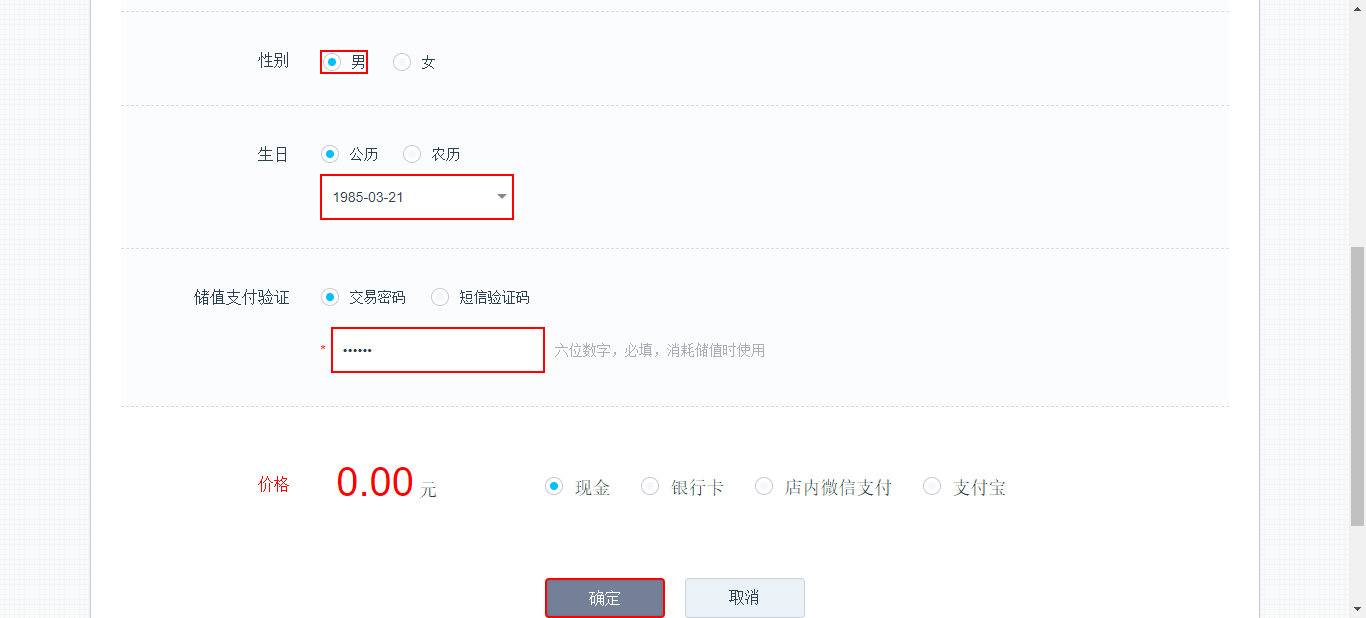 性别 男 女
生日 公历 农历
1985-03-21
储值支付验证 交易密码 短信验证码
* •••••• 六位数字，必填，消耗储值时使用
价格 0.00 元 现金 银行卡 店内微信支付 支付宝
确定 取消